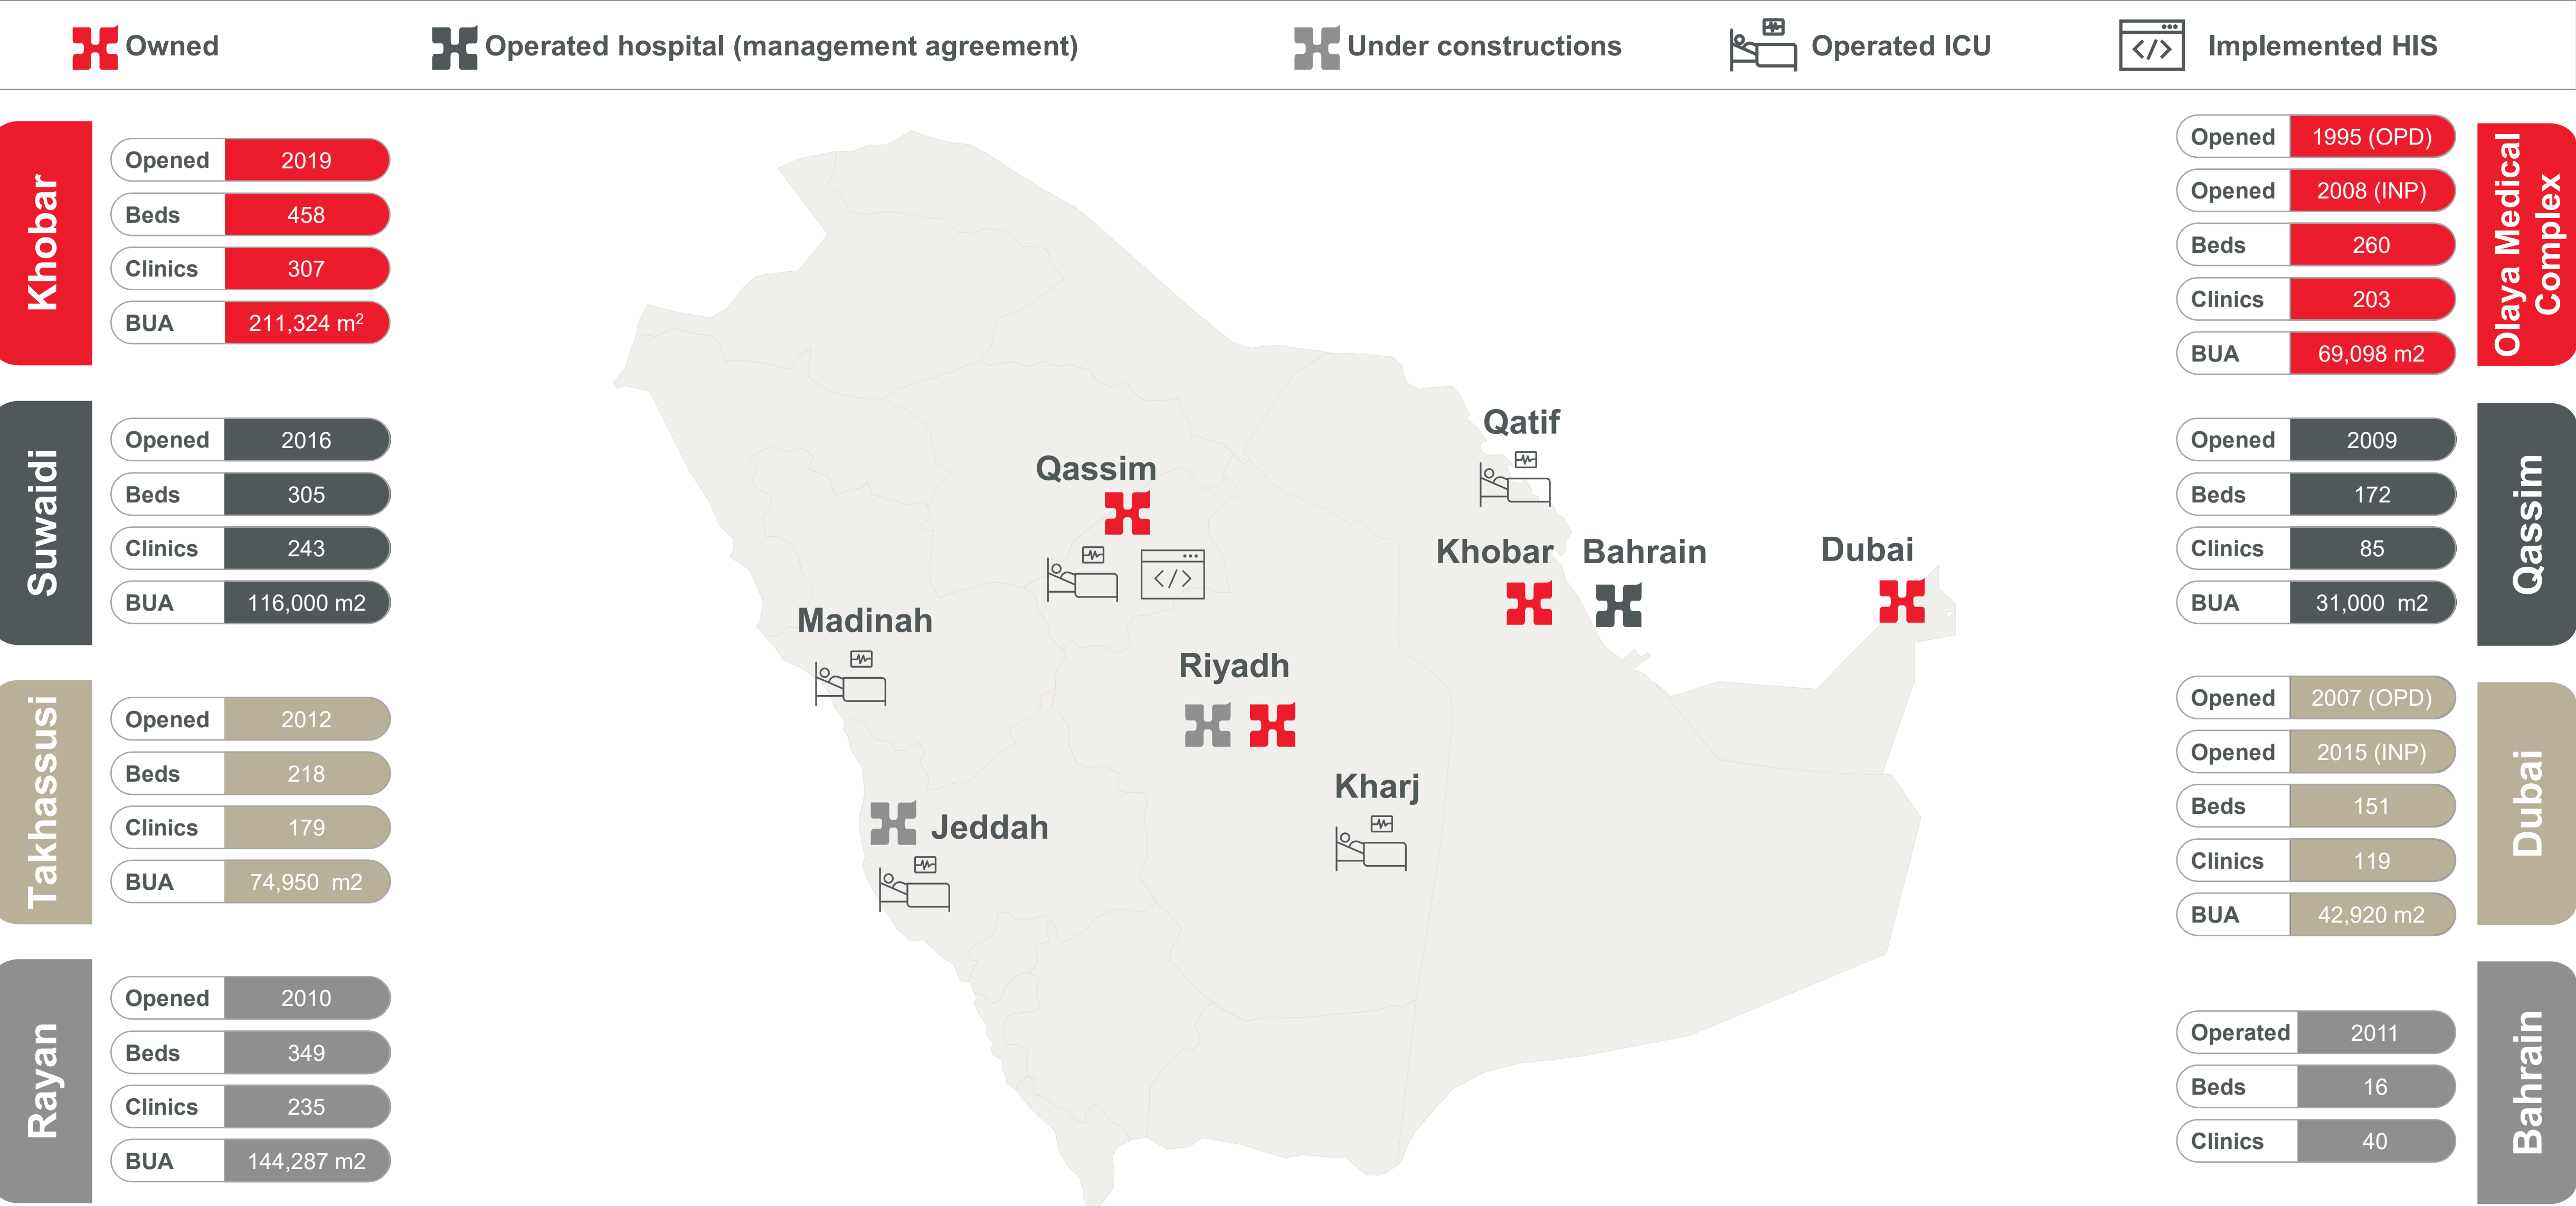 Owned
Operated hospital (management agreement)
Under constructions
Operated ICU
</>
Implemented HIS
Khobar
Opened 2019
Beds 458
Clinics 307
BUA 211,324 m²
Suwaidi
Opened 2016
Beds 305
Clinics 243
BUA 116,000 m2
Takhassusi
Opened 2012
Beds 218
Clinics 179
BUA 74,950 m2
Rayan
Opened 2010
Beds 349
Clinics 235
BUA 144,287 m2
Qatif
Qassim
</>
Khobar
Bahrain
Dubai
Madinah
Riyadh
Kharj
Jeddah
Olaya Medical
Complex
Opened 1995 (OPD)
Opened 2008 (INP)
Beds 260
Clinics 203
BUA 69,098 m2
Qassim
Opened 2009
Beds 172
Clinics 85
BUA 31,000 m2
Dubai
Opened 2007 (OPD)
Opened 2015 (INP)
Beds 151
Clinics 119
BUA 42,920 m2
Bahrain
Operated 2011
Beds 16
Clinics 40